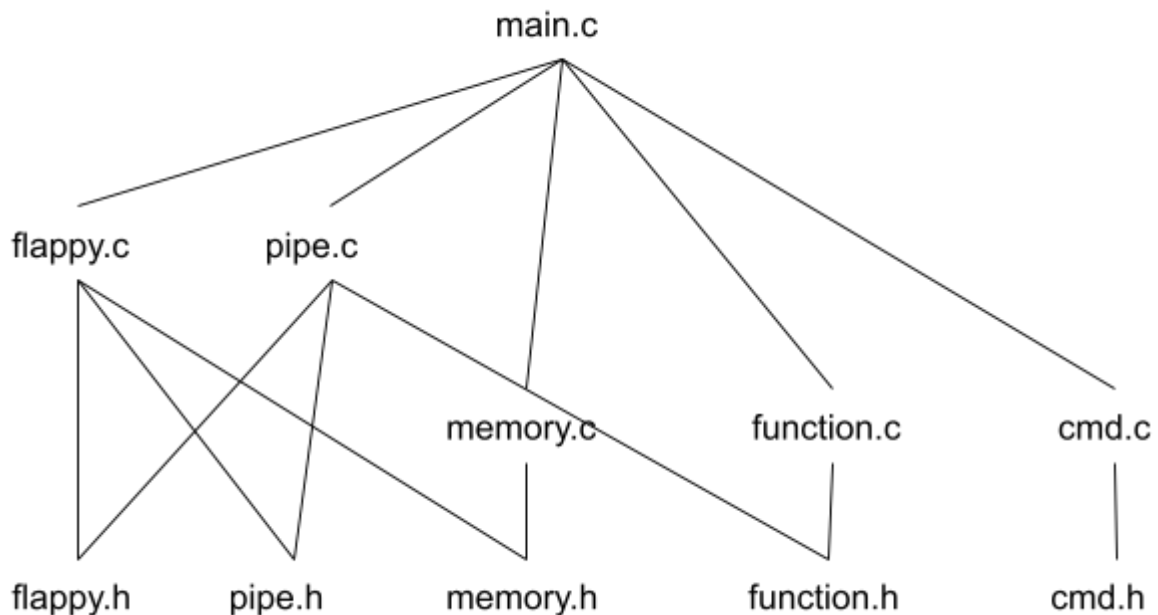 main.c
flappy.c pipe.c
memory.c function.c cmd.c
flappy.h pipe.h memory.h function.h cmd.h